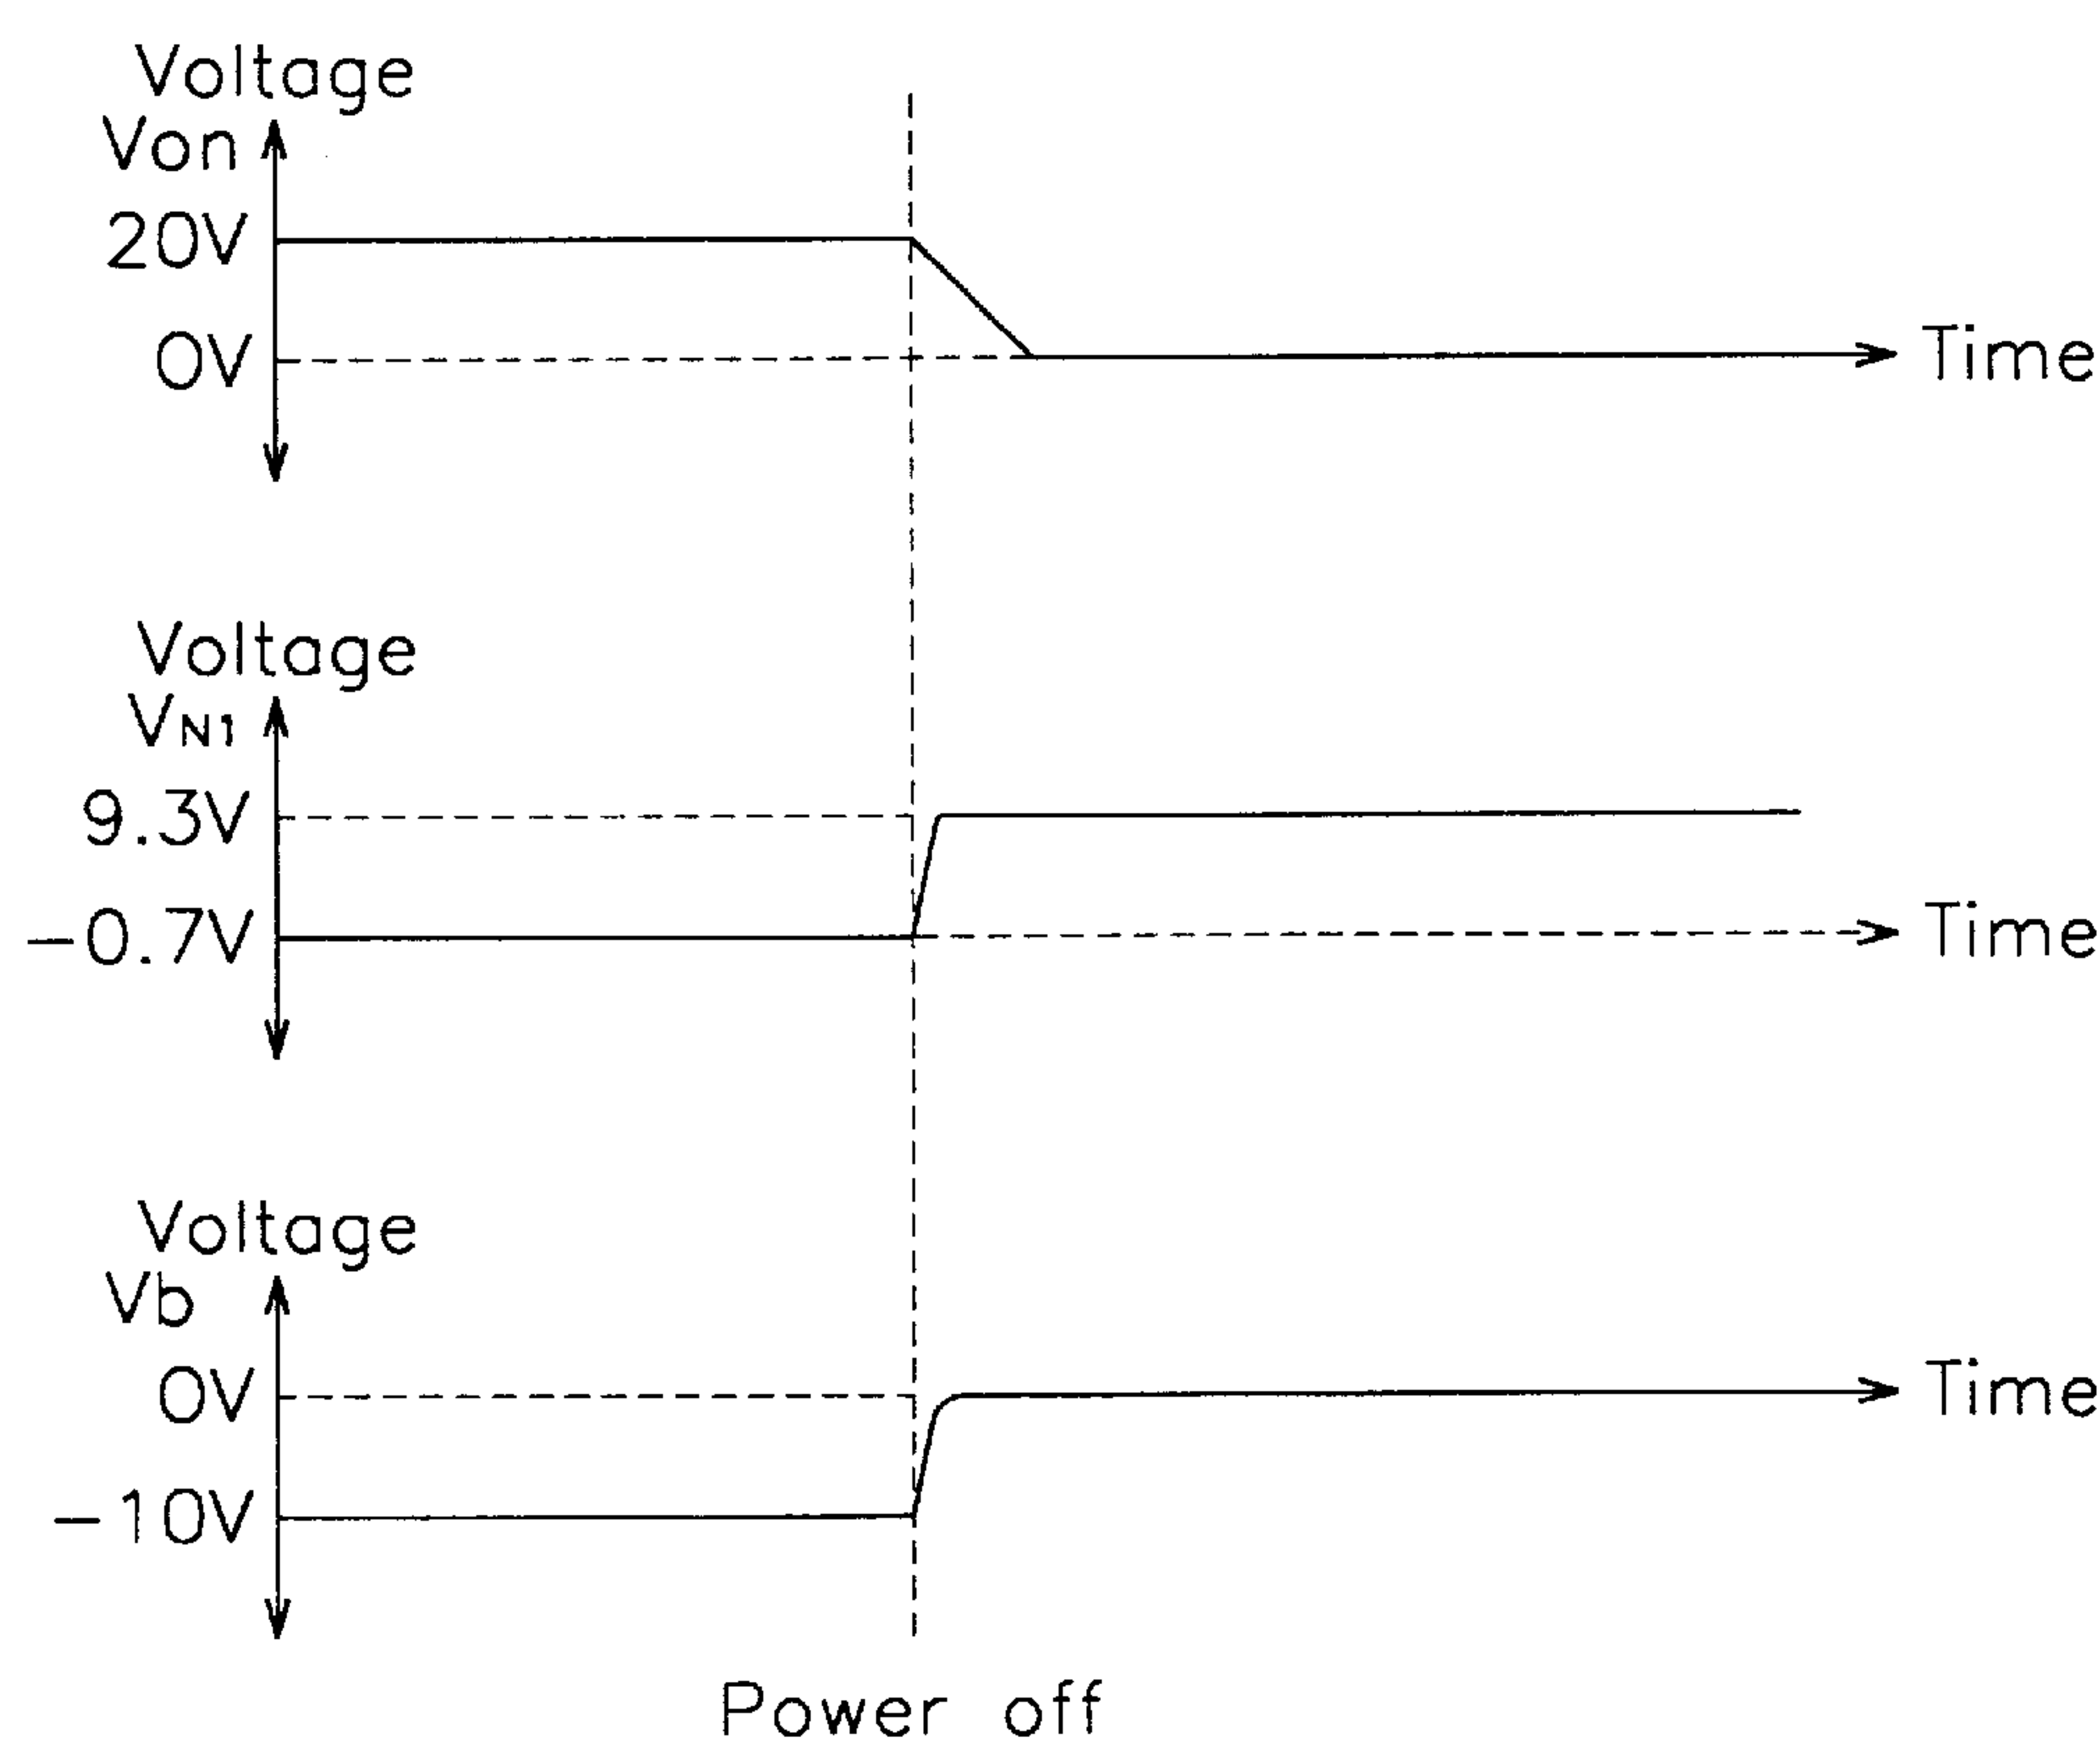 Voltage
Von
20V
0V
Time
Voltage
VN1
9.3V
-0.7V
Time
Voltage
Vb
0V
Time
-10V
Power off